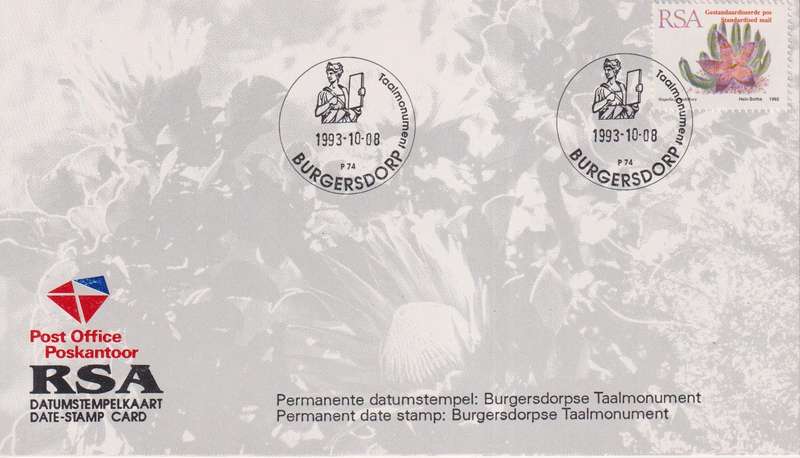 RSA
Gestandaardiseerde pos
Standardised mail
Hein Botha 1992
Taalmonument
1993-10-08
P 74
BURGERSDORP
Taalmonument
1993-10-08
P 74
BURGERSDORP
Post Office
Poskantoor
RSA
DATUMSTEMPELKAART
DATE-STAMP CARD
Permanente datumstempel: Burgersdorpse Taalmonument
Permanent date stamp: Burgersdorpse Taalmonument